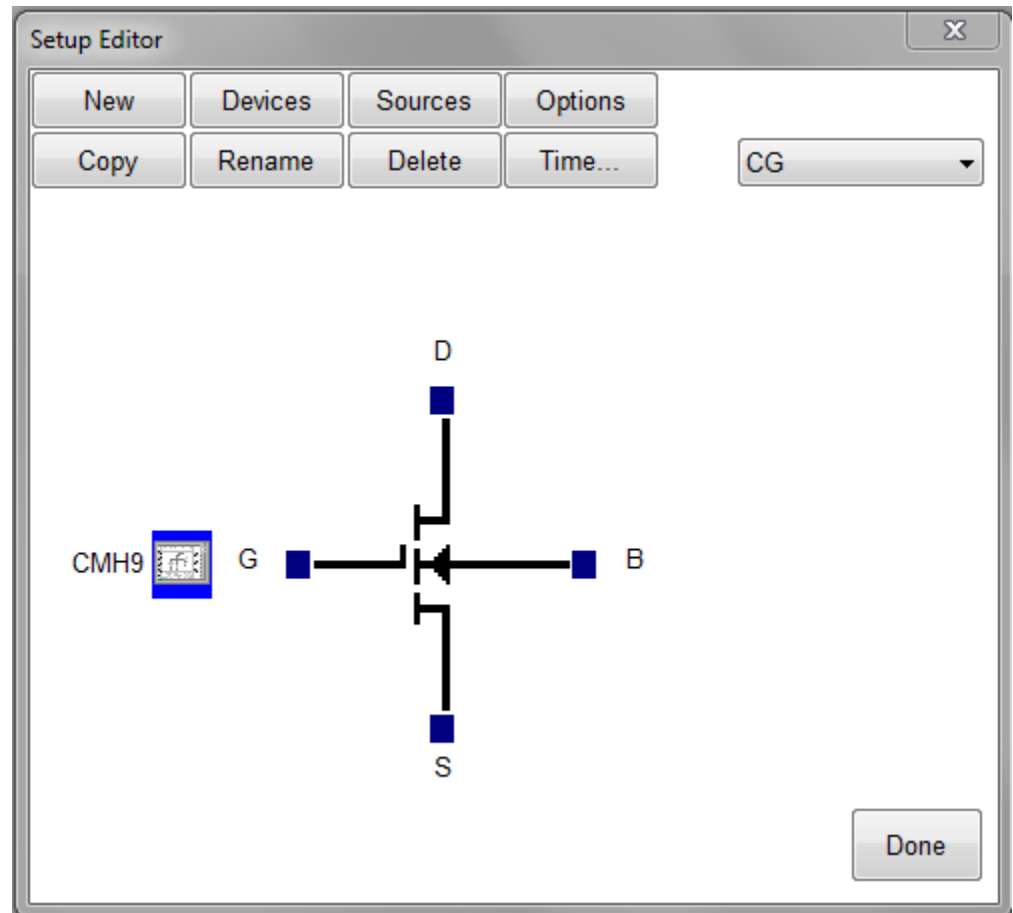 Setup Editor
New Devices Sources Options
Copy Rename Delete Time... CG
D
CMH9 G B
S
Done